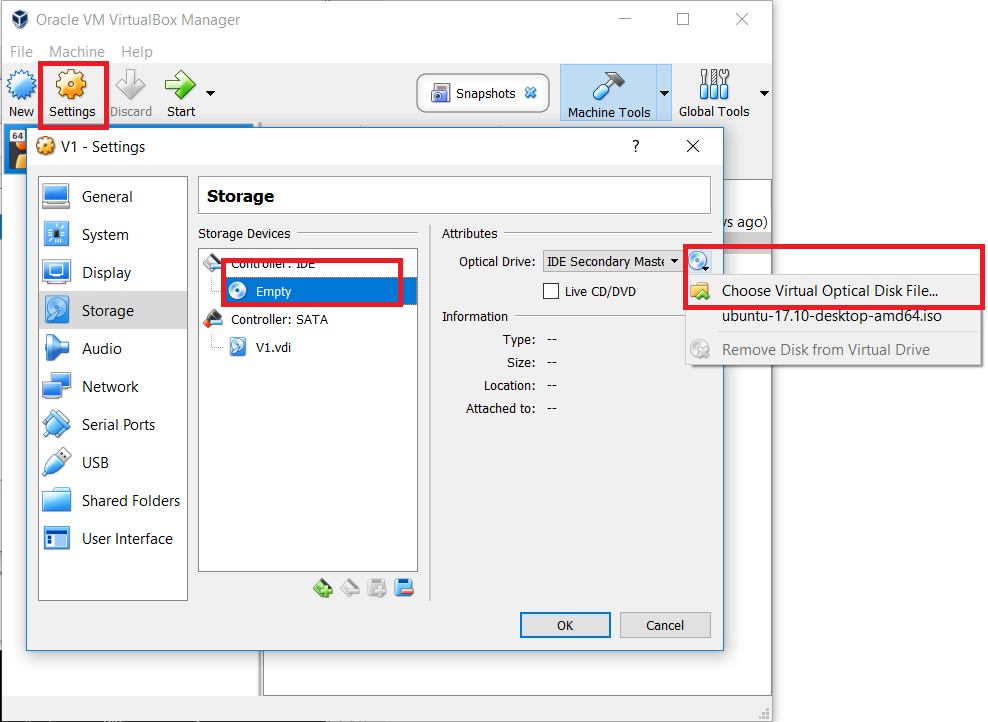 Oracle VM VirtualBox Manager
File Machine Help
New Settings Discard Start
Snapshots
Machine Tools
Global Tools
64
V1 - Settings
?
ys ago)
General
System
Display
Storage
Audio
Network
Serial Ports
USB
Shared Folders
User Interface
Storage
Storage Devices
Controller: IDE
Empty
Controller: SATA
V1.vdi
Attributes
Optical Drive: IDE Secondary Maste
Live CD/DVD
Information
Type: --
Size: --
Location: --
Attached to: --
Choose Virtual Optical Disk File...
ubuntu-17.10-desktop-amd64.iso
Remove Disk from Virtual Drive
OK
Cancel